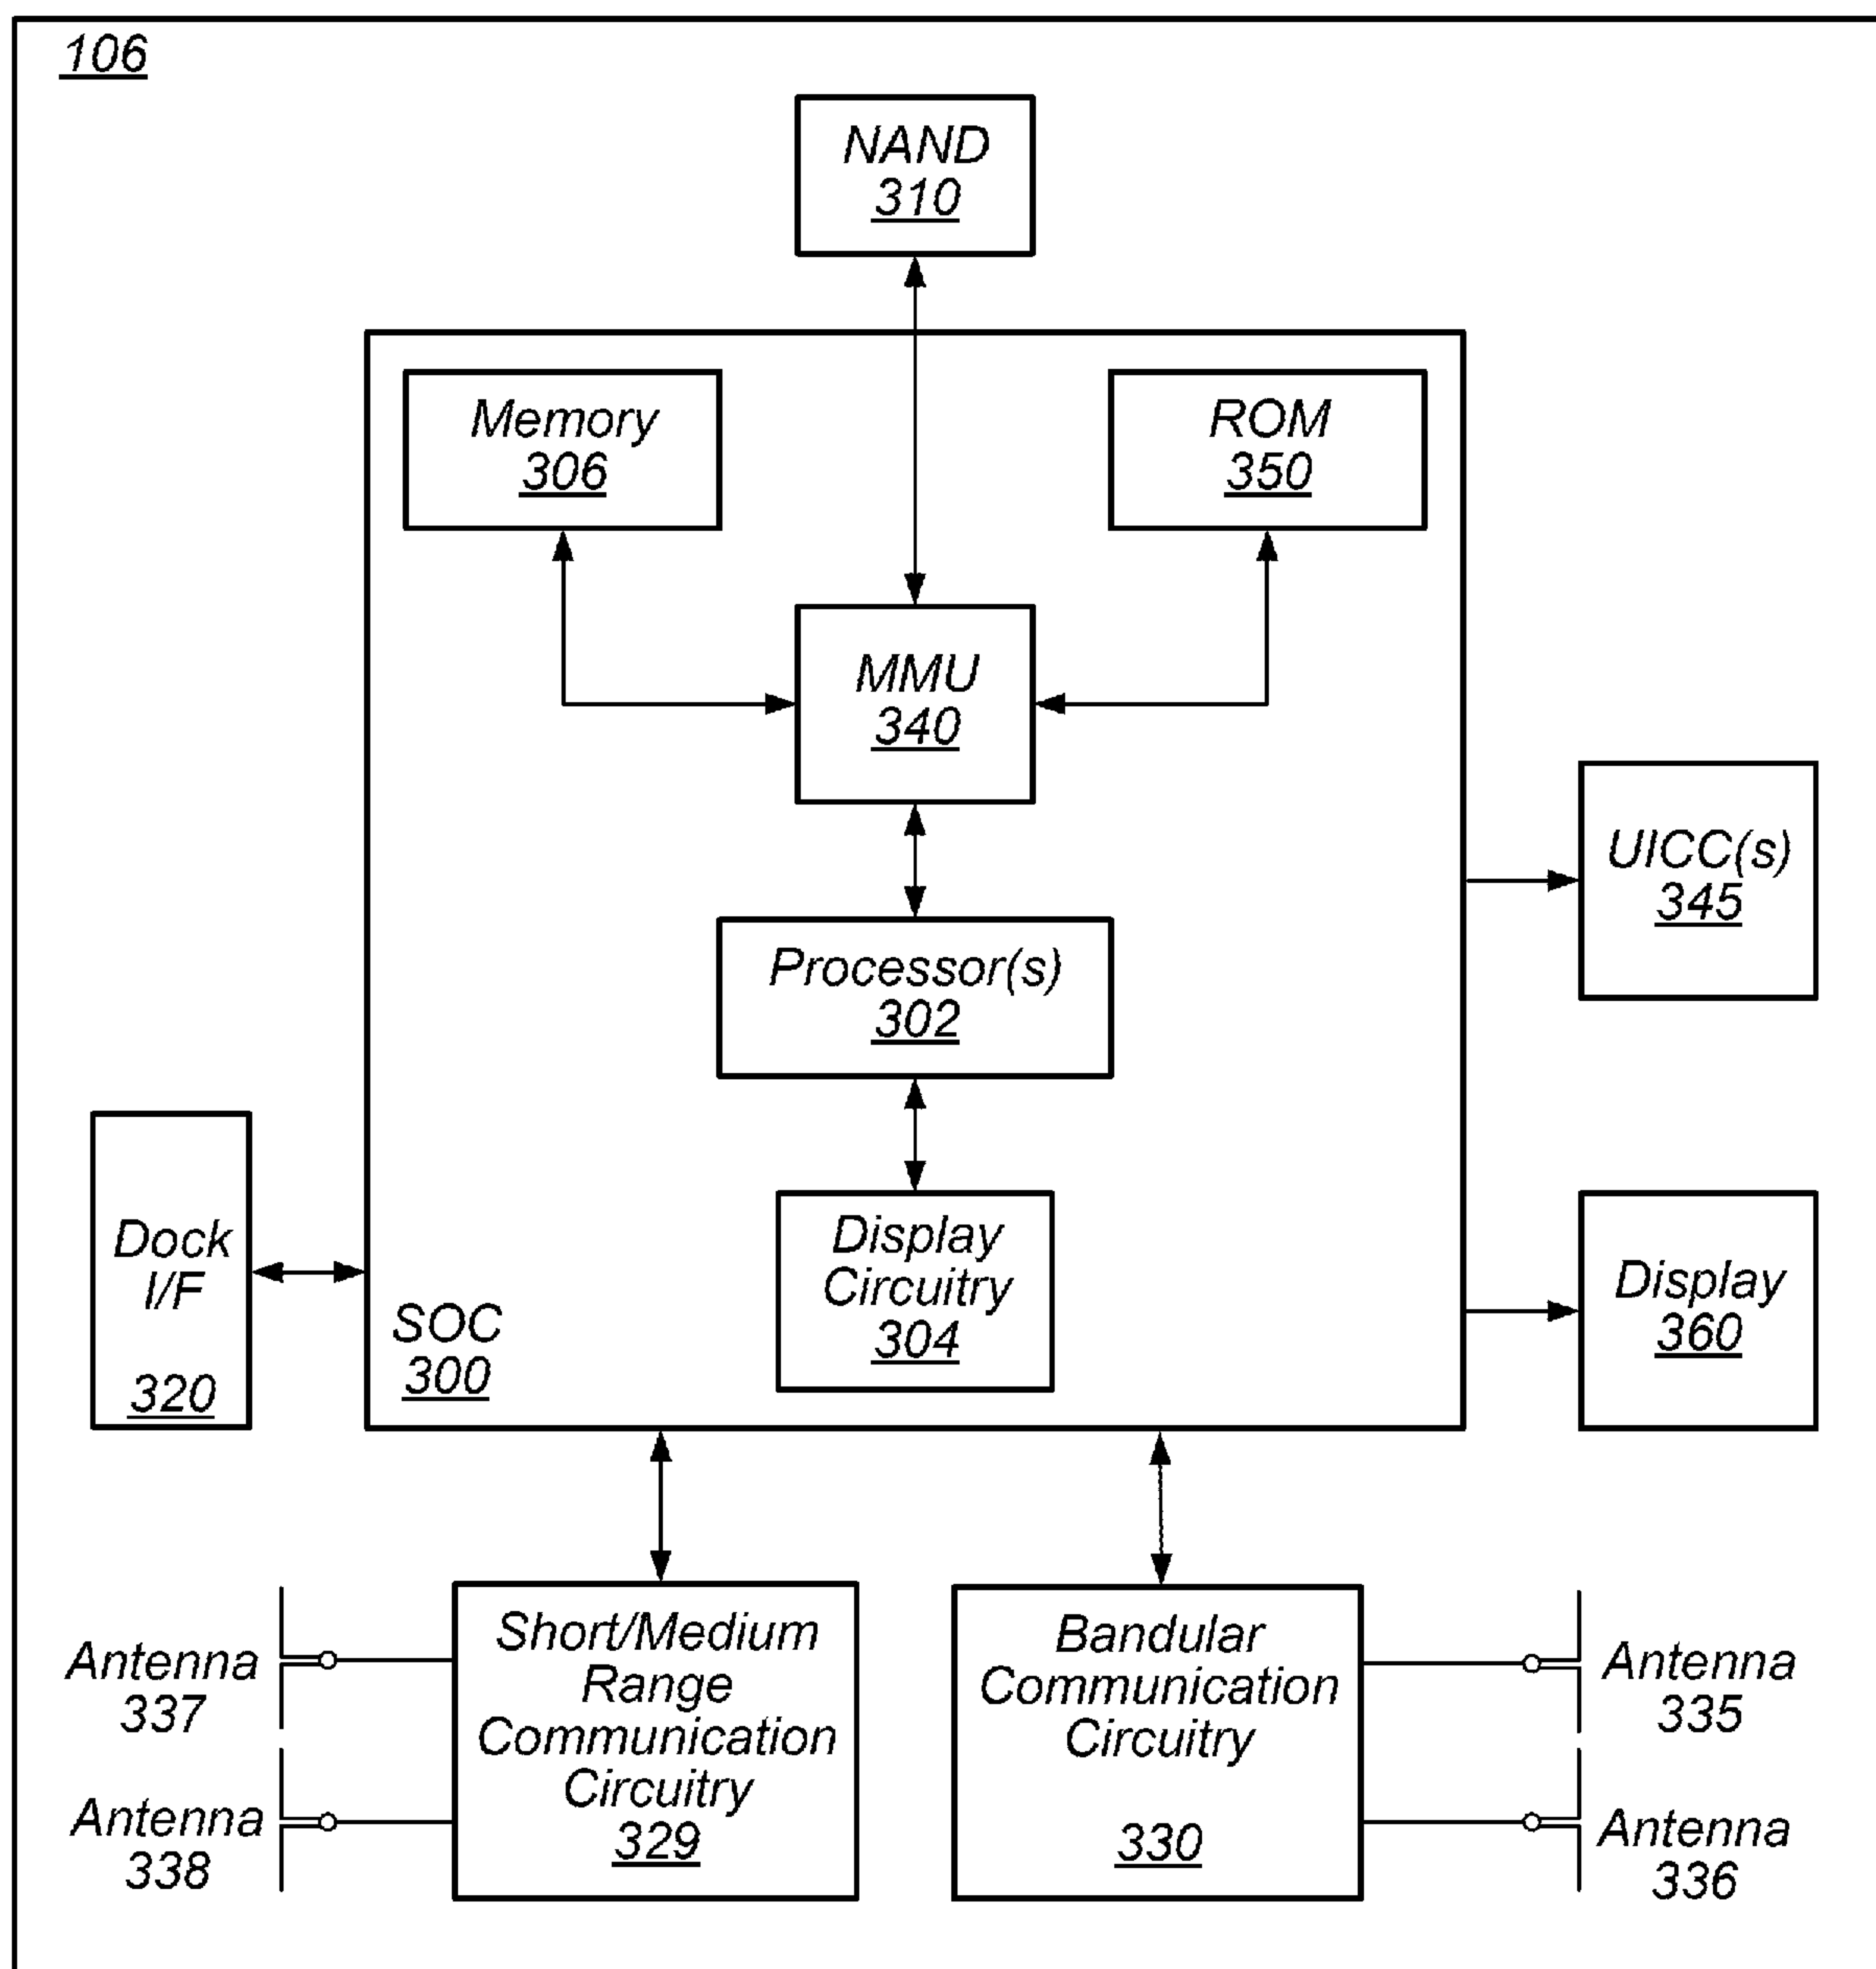 106
NAND
310
Memory
306
ROM
350
MMU
340
UICC(s)
345
Processor(s)
302
Dock
I/F
320
Display
Circuitry
304
SOC
300
Display
360
Short/Medium
Range
Communication
Circuitry
329
Bandular
Communication
Circuitry
330
Antenna
337
Antenna
338
Antenna
335
Antenna
336